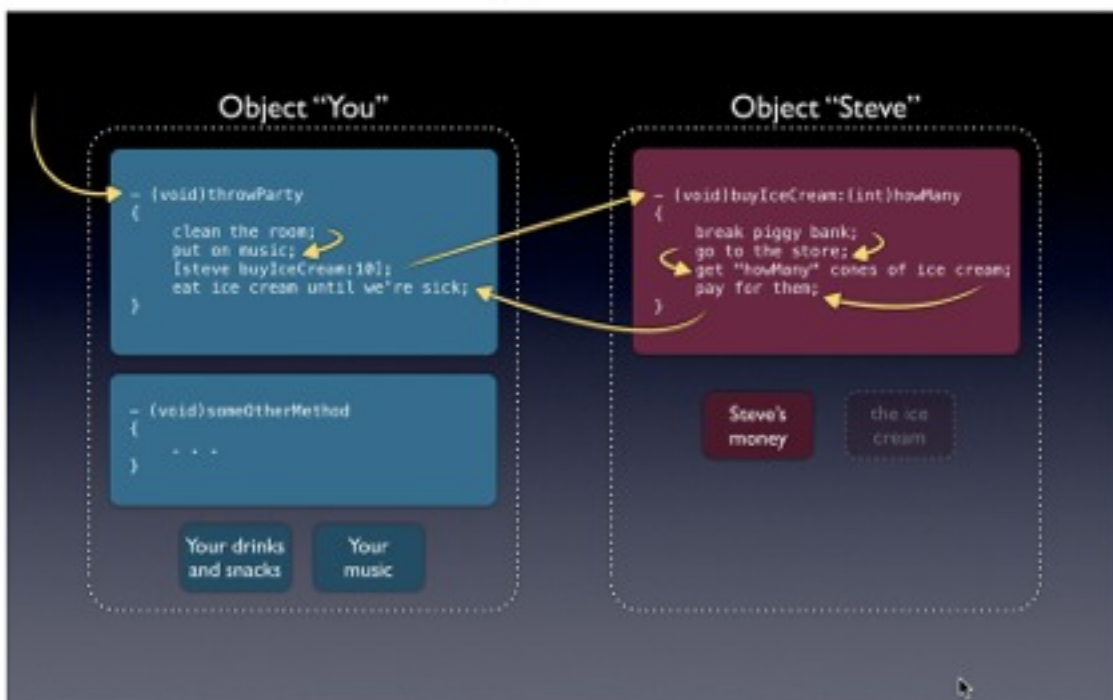 Object “You”
- (void)throwParty
{
clean the room;
put on music;
[steve buyIceCream:10];
eat ice cream until we're sick;
}
- (void)someOtherMethod
{
. . .
}
Your drinks
and snacks
Your
music
Object “Steve”
- (void)buyIceCream:(int)howMany
{
break piggy bank;
go to the store;
get "howMany" cones of ice cream;
pay for them;
}
Steve's
money
the ice
cream